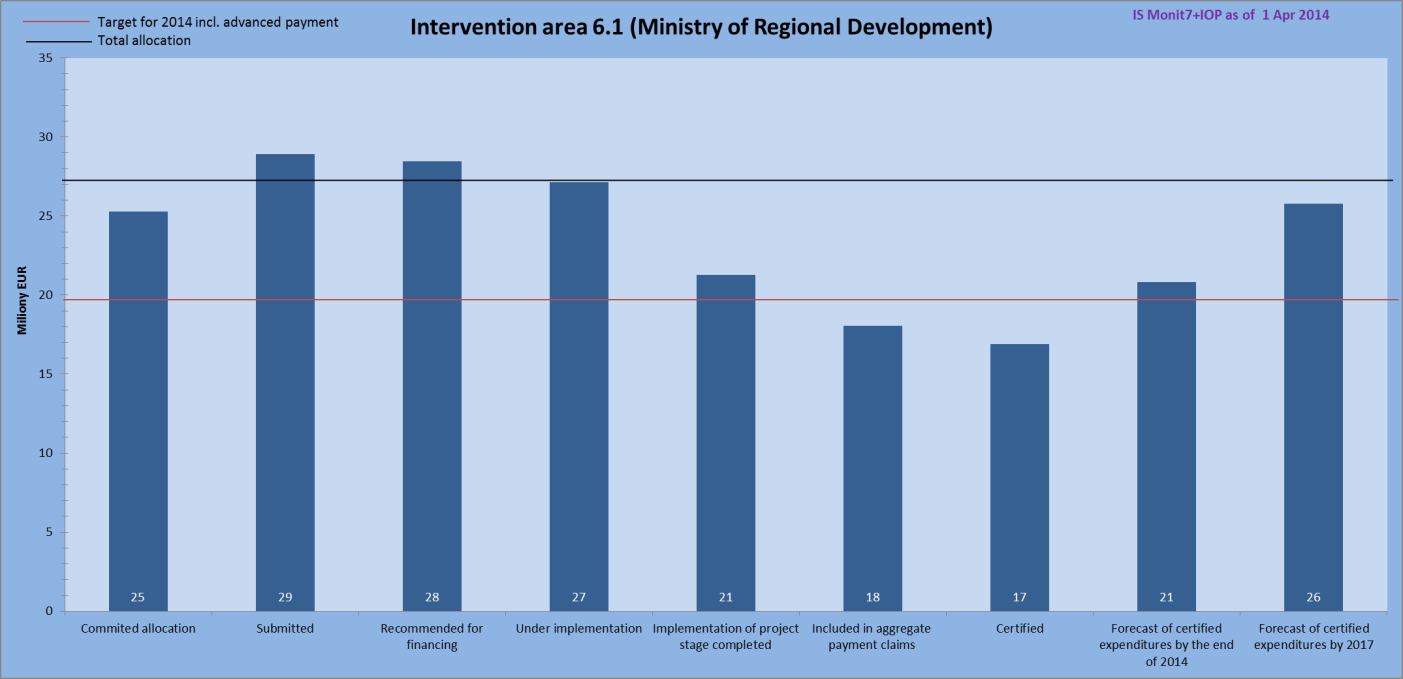 Target for 2014 incl. advanced payment
Total allocation
Intervention area 6.1 (Ministry of Regional Development)
IS Monit7+IOP as of 1 Apr 2014
Miliony EUR
35
30
25
20
15
10
5
0
25
29
28
27
21
18
17
21
26
Commited allocation
Submitted
Recommended for
financing
Under implementation
Implementation of project
stage completed
Included in aggregate
payment claims
Certified
Forecast of certified
expenditures by the end
of 2014
Forecast of certified
expenditures by 2017